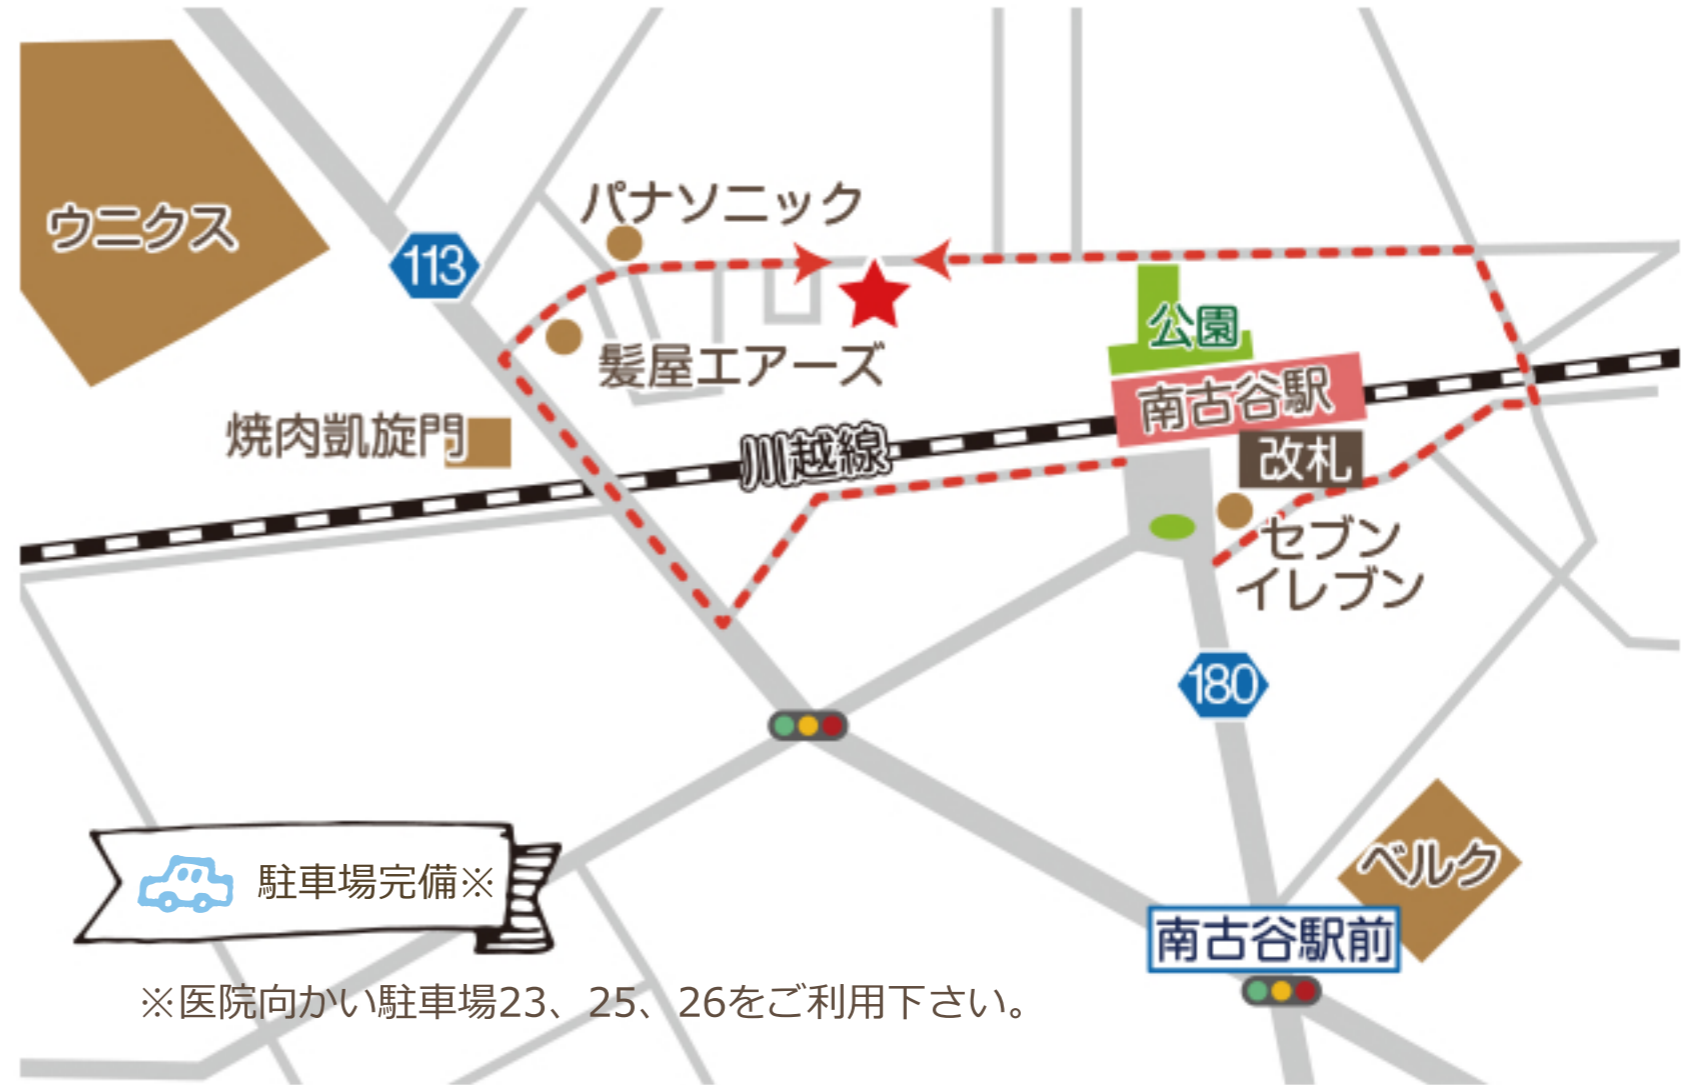 ウニクス
パナソニック
113
公園
髪屋エアーズ
南古谷駅
焼肉凱旋門
川越線
改札
セブン
イレブン
180
ベルク
駐車場完備※
南古谷駅前
※医院向かい駐車場23、25、26をご利用下さい。